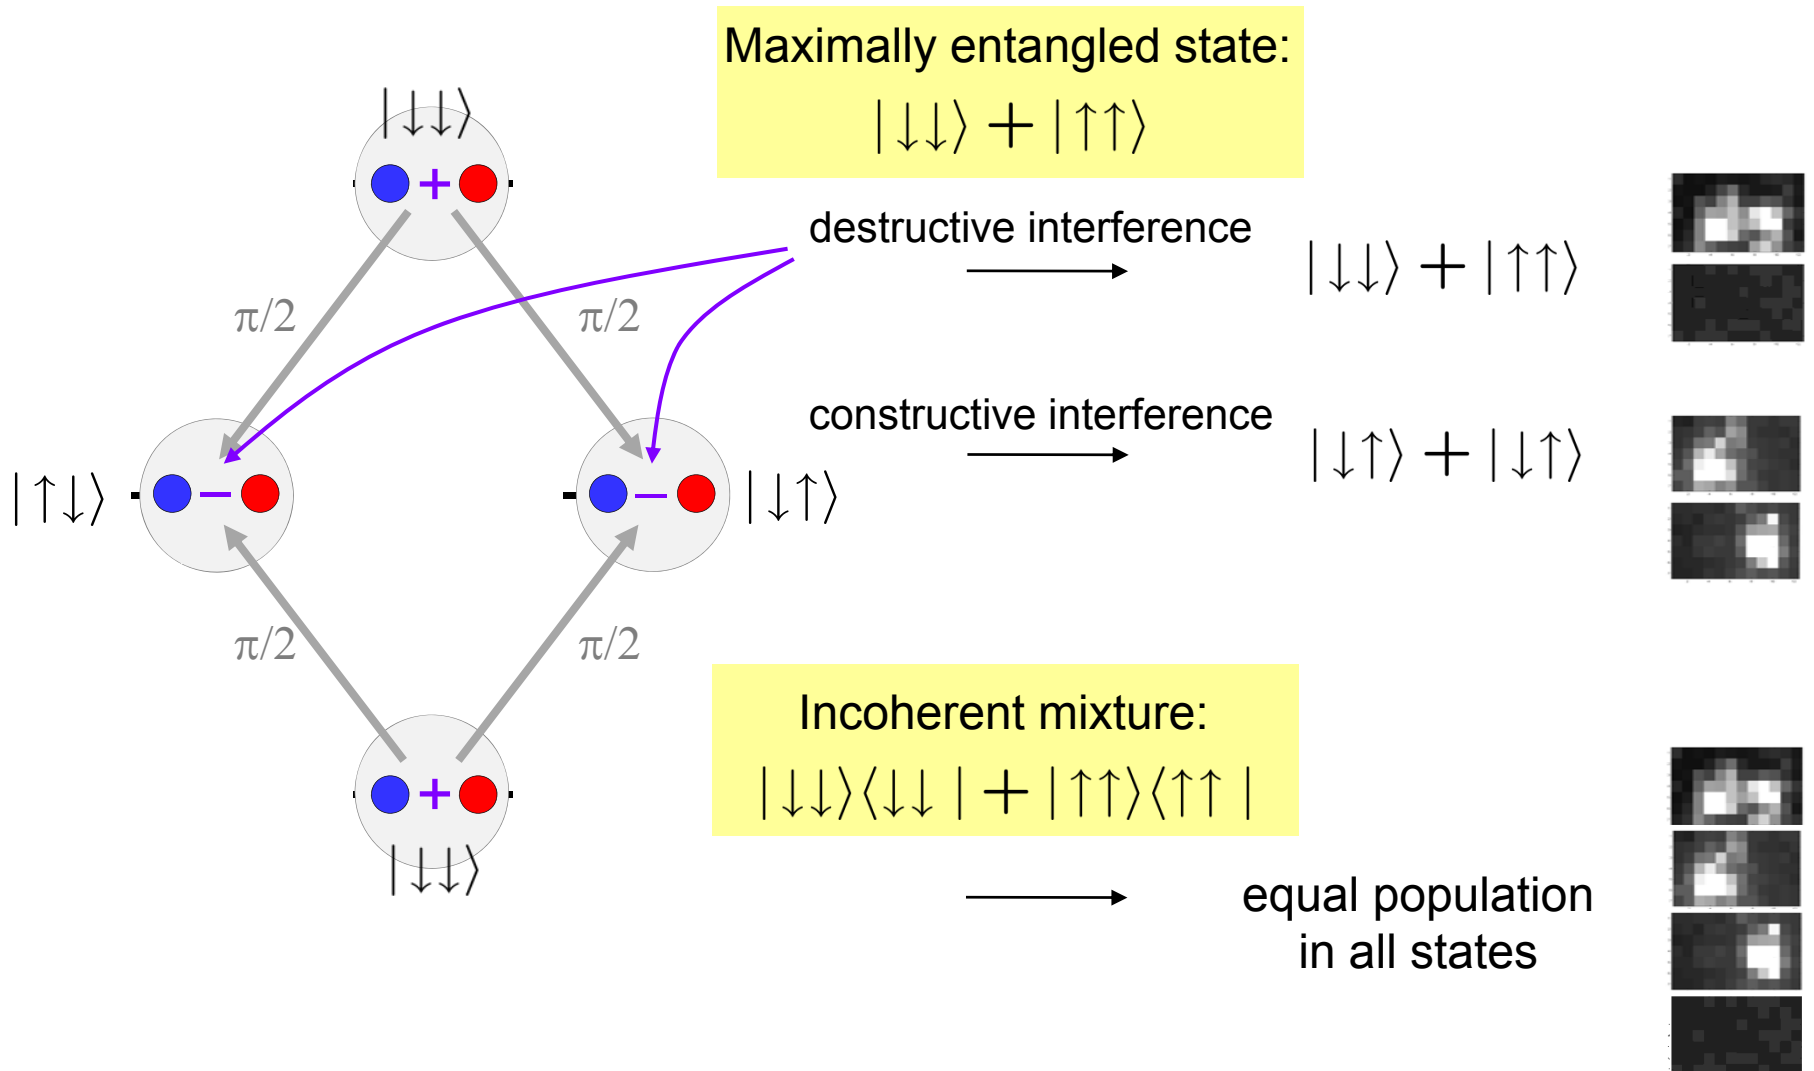 Maximally entangled state:
|↓↓⟩ + |↑↑⟩
|↓↓↓⟩
+
destructive interference
|↓↓⟩ + |↑↑⟩
π/2
π/2
constructive interference
|↓↑⟩ + |↓↑⟩
|↑↓⟩
−
−
|↓↑⟩
π/2
π/2
Incoherent mixture:
|↓↓⟩⟨↓↓ | + |↑↑⟩⟨↑↑ |
+
|↓↓↓⟩
equal population
in all states